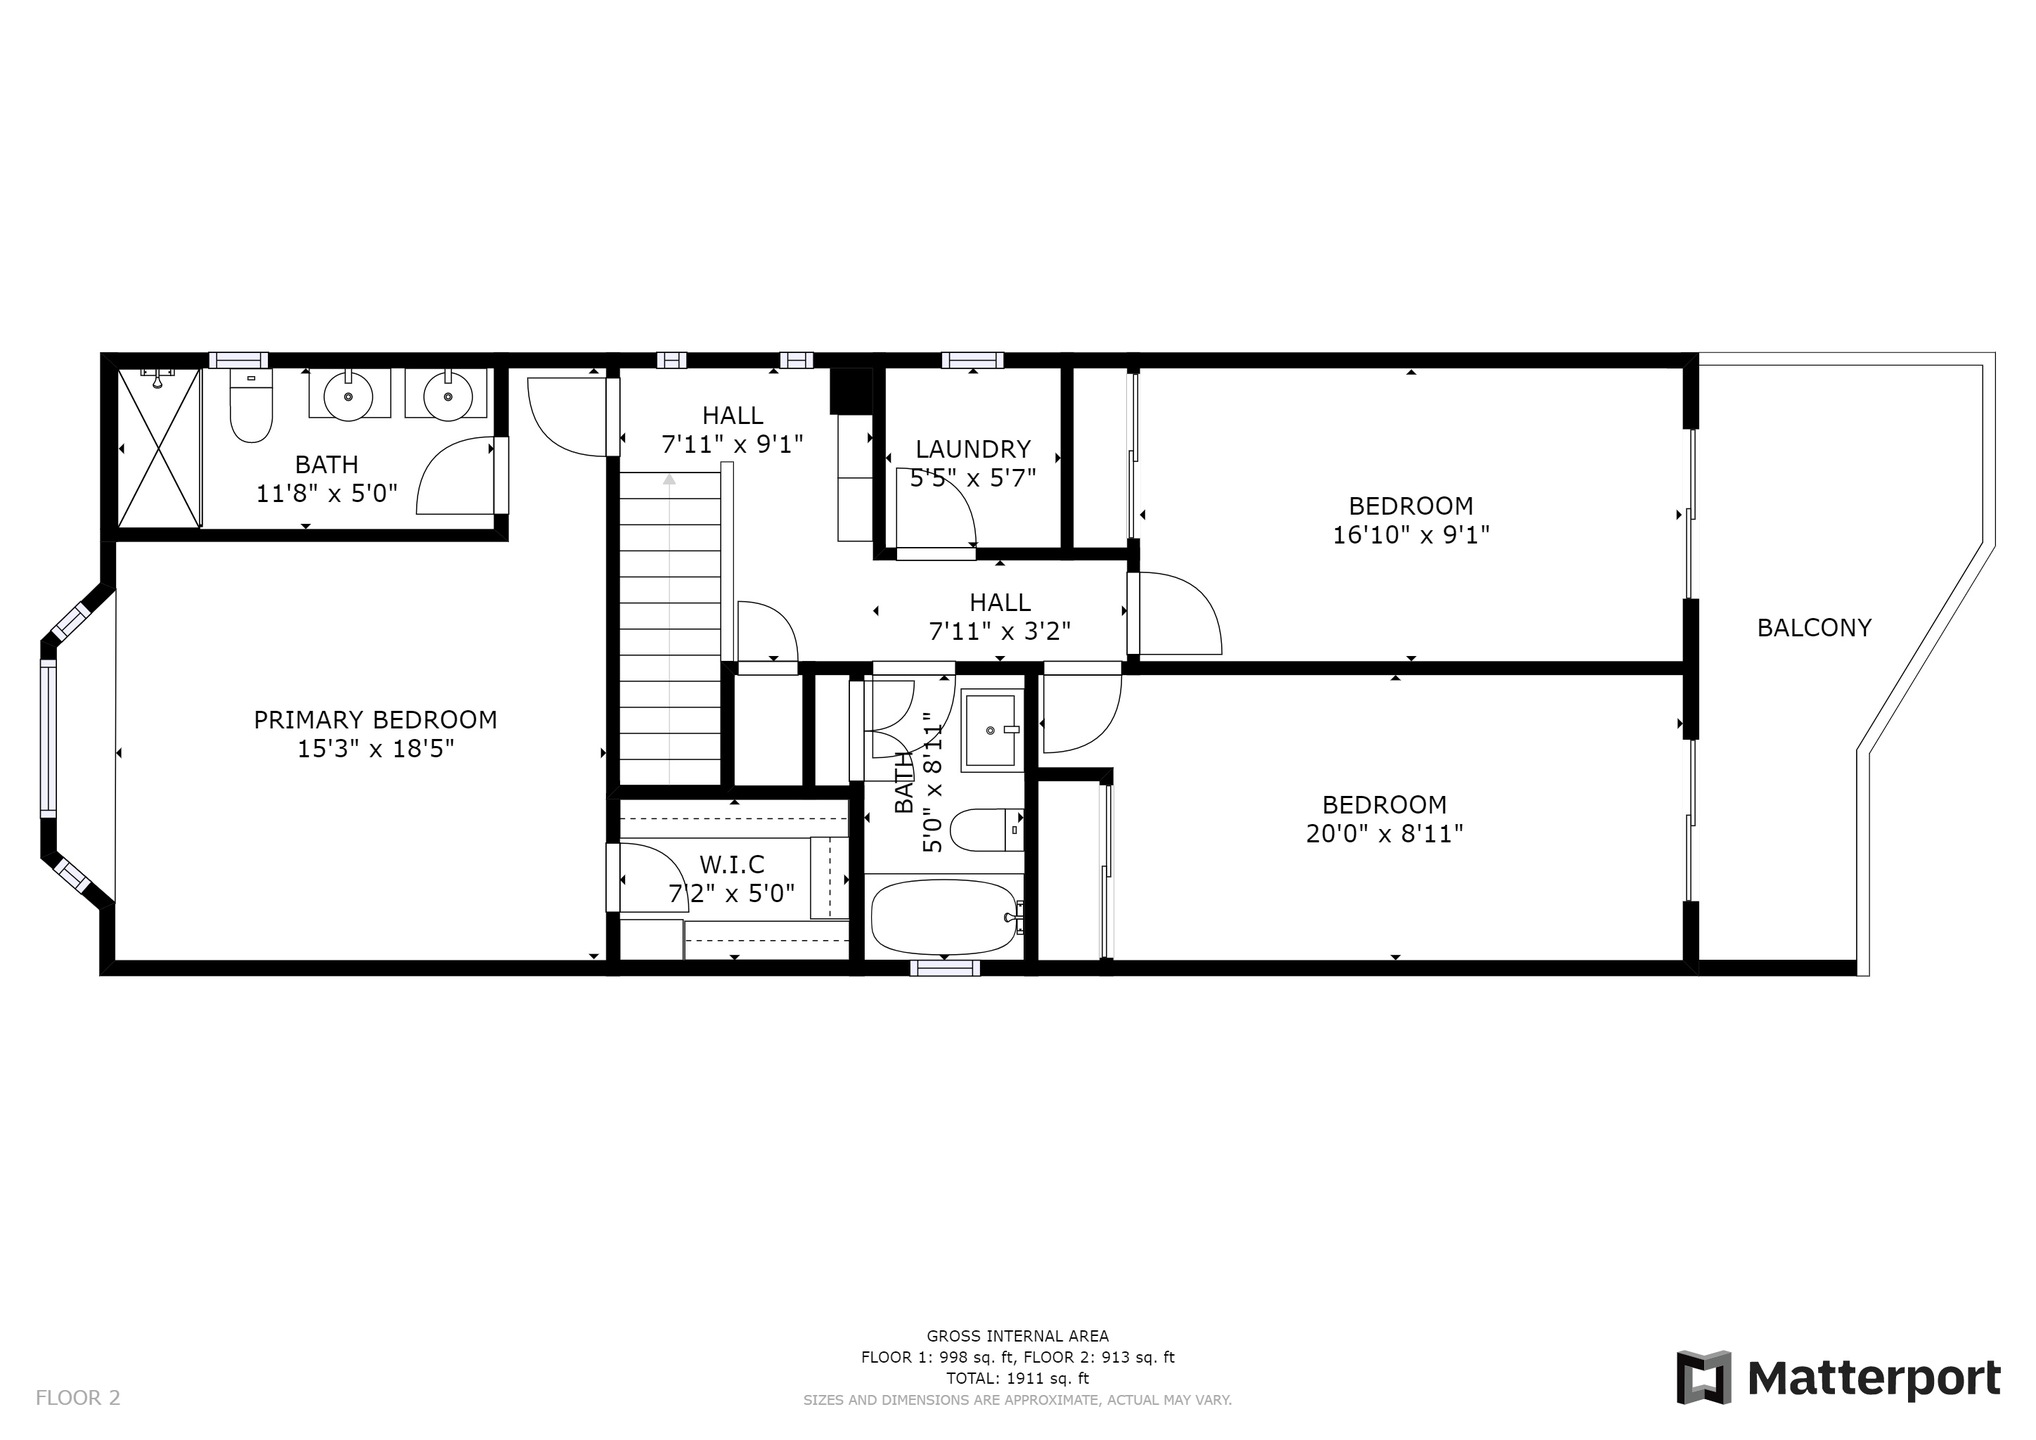 HALL
7'11" x 9'1"
LAUNDRY
5'5" x 5'7"
BATH
11'8" x 5'0"
BEDROOM
16'10" x 9'1"
HALL
7'11" x 3'2"
BALCONY
PRIMARY BEDROOM
15'3" x 18'5"
BATH
5'0" x 8'11"
BEDROOM
20'0" x 8'11"
W.I.C
7'2" x 5'0"
GROSS INTERNAL AREA
FLOOR 1: 998 sq. ft, FLOOR 2: 913 sq. ft
TOTAL: 1911 sq. ft
SIZES AND DIMENSIONS ARE APPROXIMATE, ACTUAL MAY VARY.
FLOOR 2
Matterport